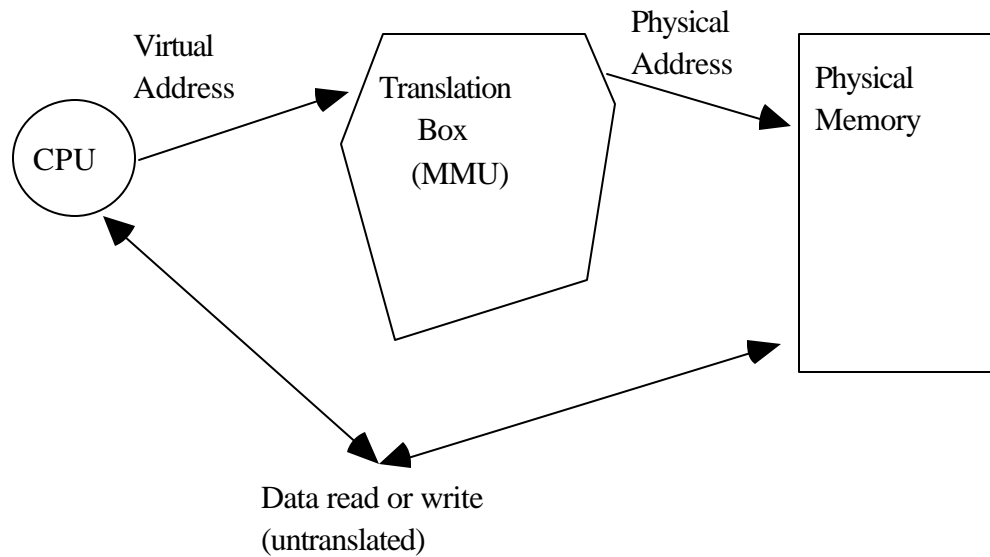 Virtual
Address
Physical
Address
CPU
Translation
Box
(MMU)
Physical
Memory
Data read or write
(untranslated)